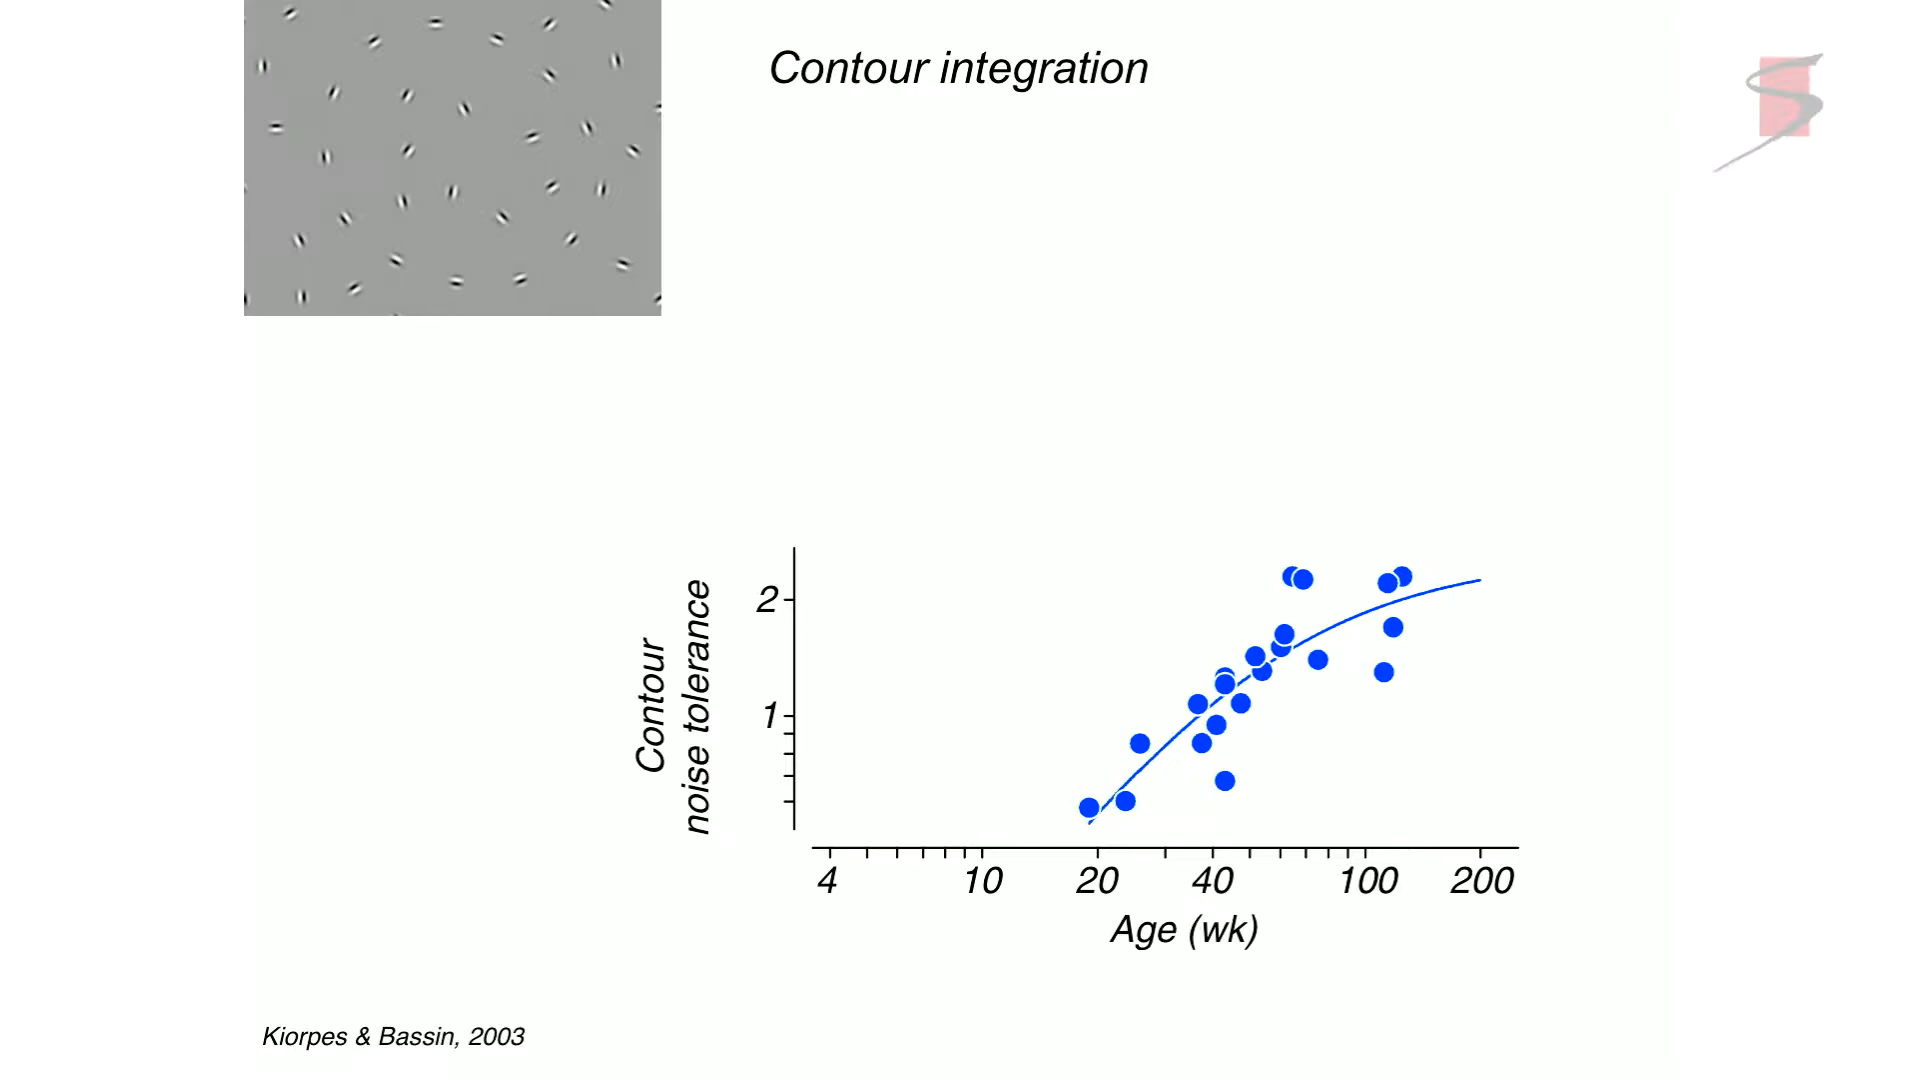 Contour integration
Contour
noise tolerance
2
1
4 10 20 40 100 200
Age (wk)
Kiorpes & Bassin, 2003